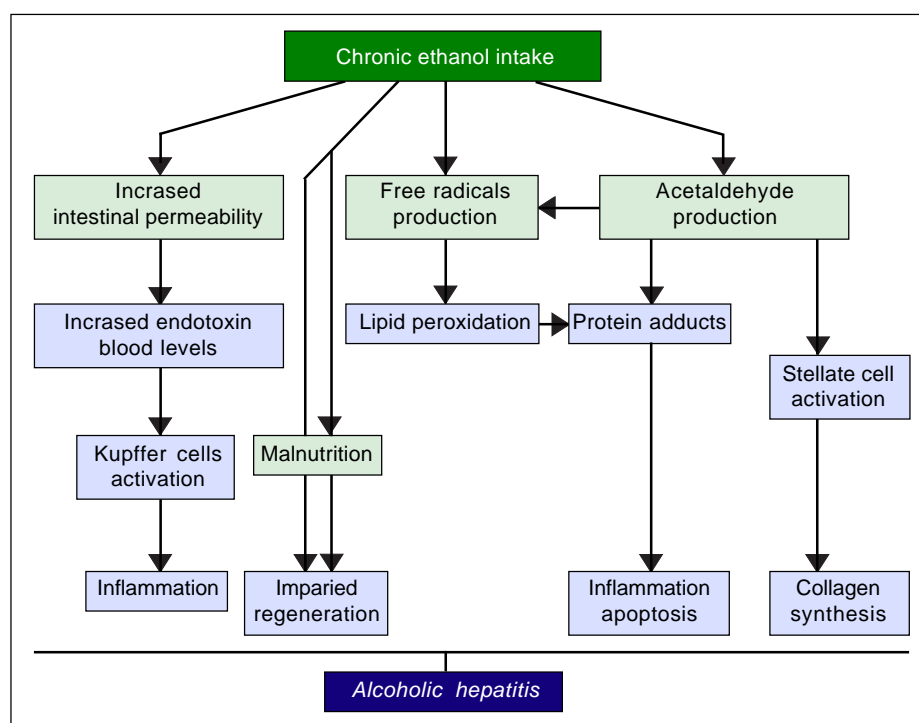 Chronic ethanol intake
Incrased
intestinal permeability
Free radicals
production
Acetaldehyde
production
Incrased endotoxin
blood levels
Lipid peroxidation
Protein adducts
Stellate cell
activation
Kupffer cells
activation
Malnutrition
Inflammation
Imparied
regeneration
Inflammation
apoptosis
Collagen
synthesis
Alcoholic hepatitis